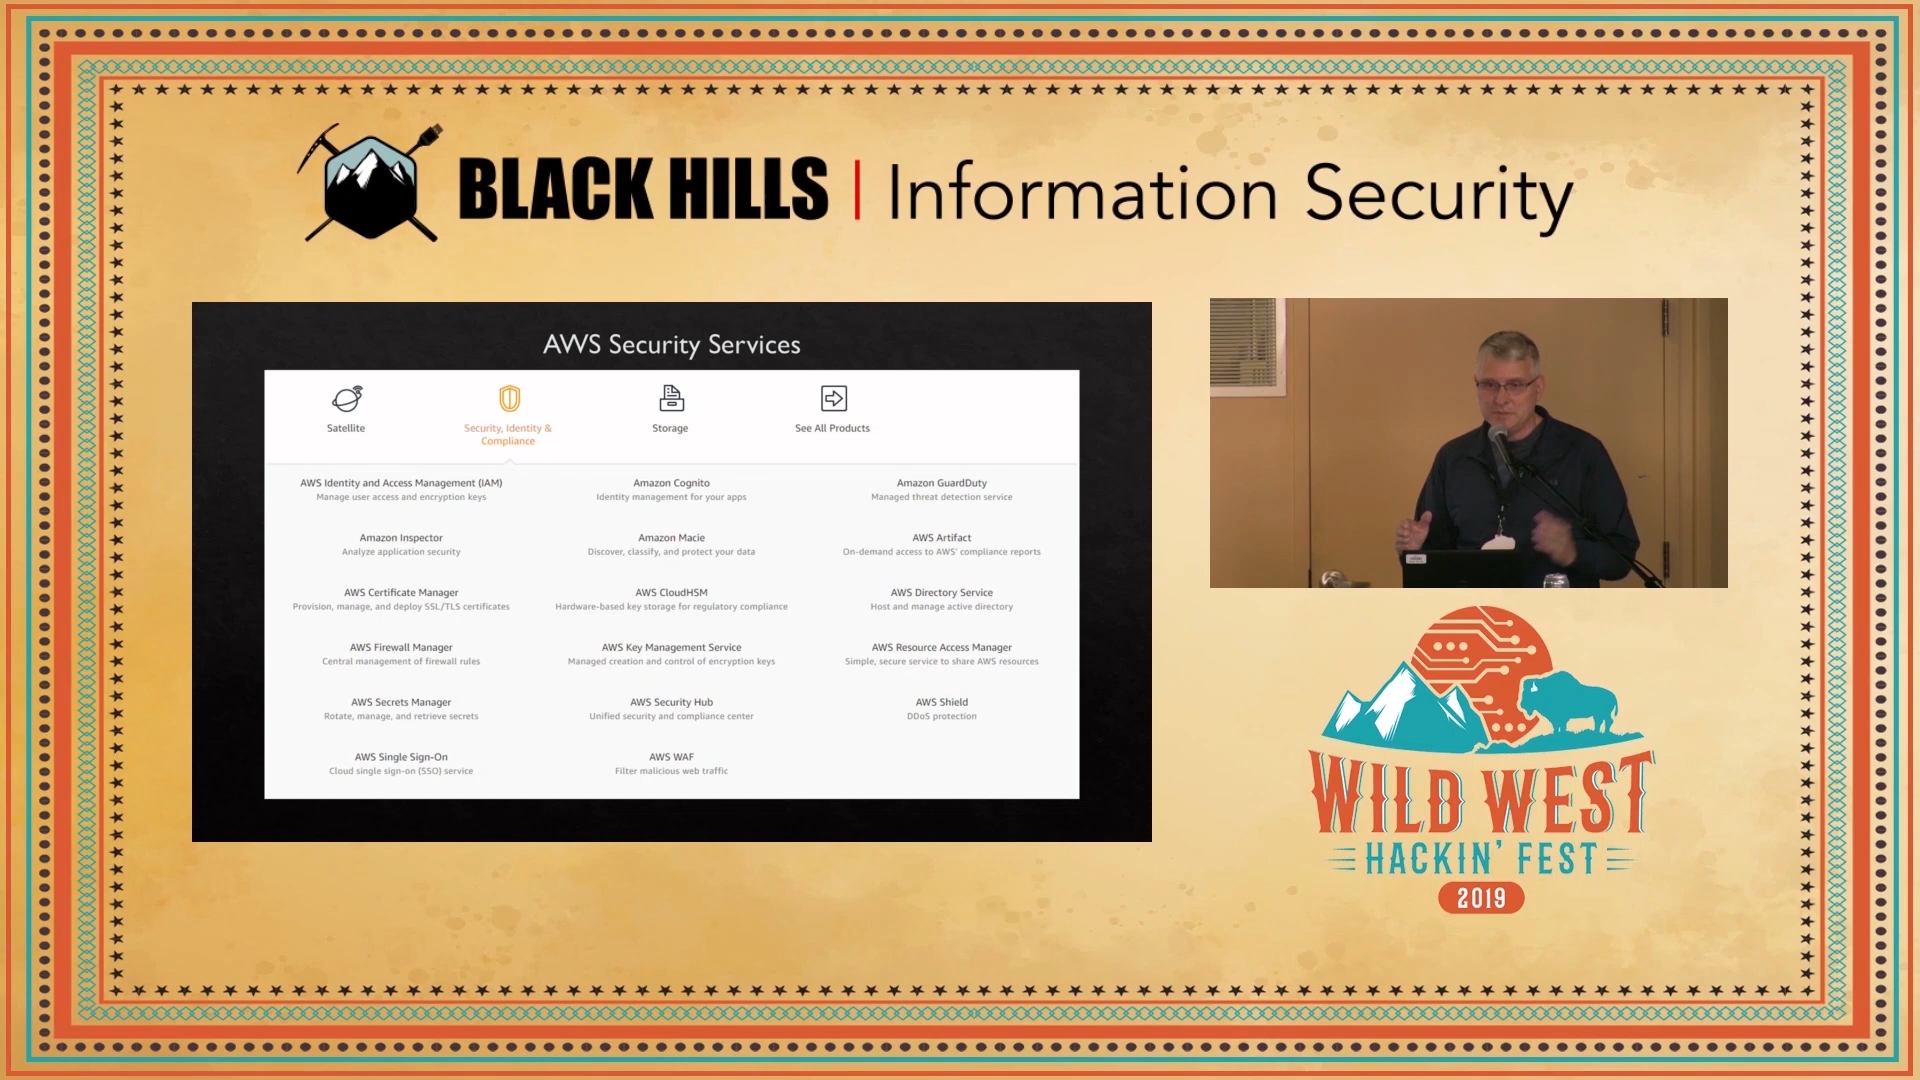 BLACK HILLS | Information Security
AWS Security Services
Satellite
Security, Identity &
Compliance
Storage
See All Products
AWS Identity and Access Management (IAM)
Manage user access and encryption keys
Amazon Cognito
Identity management for your apps
Amazon GuardDuty
Managed threat detection service
Amazon Inspector
Analyze application security
Amazon Macie
Discover, classify, and protect your data
AWS Artifact
On-demand access to AWS' compliance reports
AWS Certificate Manager
Provision, manage, and deploy SSL/TLS certificates
AWS CloudHSM
Hardware-based key storage for regulatory compliance
AWS Directory Service
Host and manage active directory
AWS Firewall Manager
Central management of firewall rules
AWS Key Management Service
Managed creation and control of encryption keys
AWS Resource Access Manager
Simple, secure service to share AWS resources
AWS Secrets Manager
Rotate, manage, and retrieve secrets
AWS Security Hub
Unified security and compliance center
AWS Shield
DDoS protection
AWS Single Sign-On
Cloud single sign-on (SSO) service
AWS WAF
Filter malicious web traffic
WILD WEST
HACKIN' FEST
2019